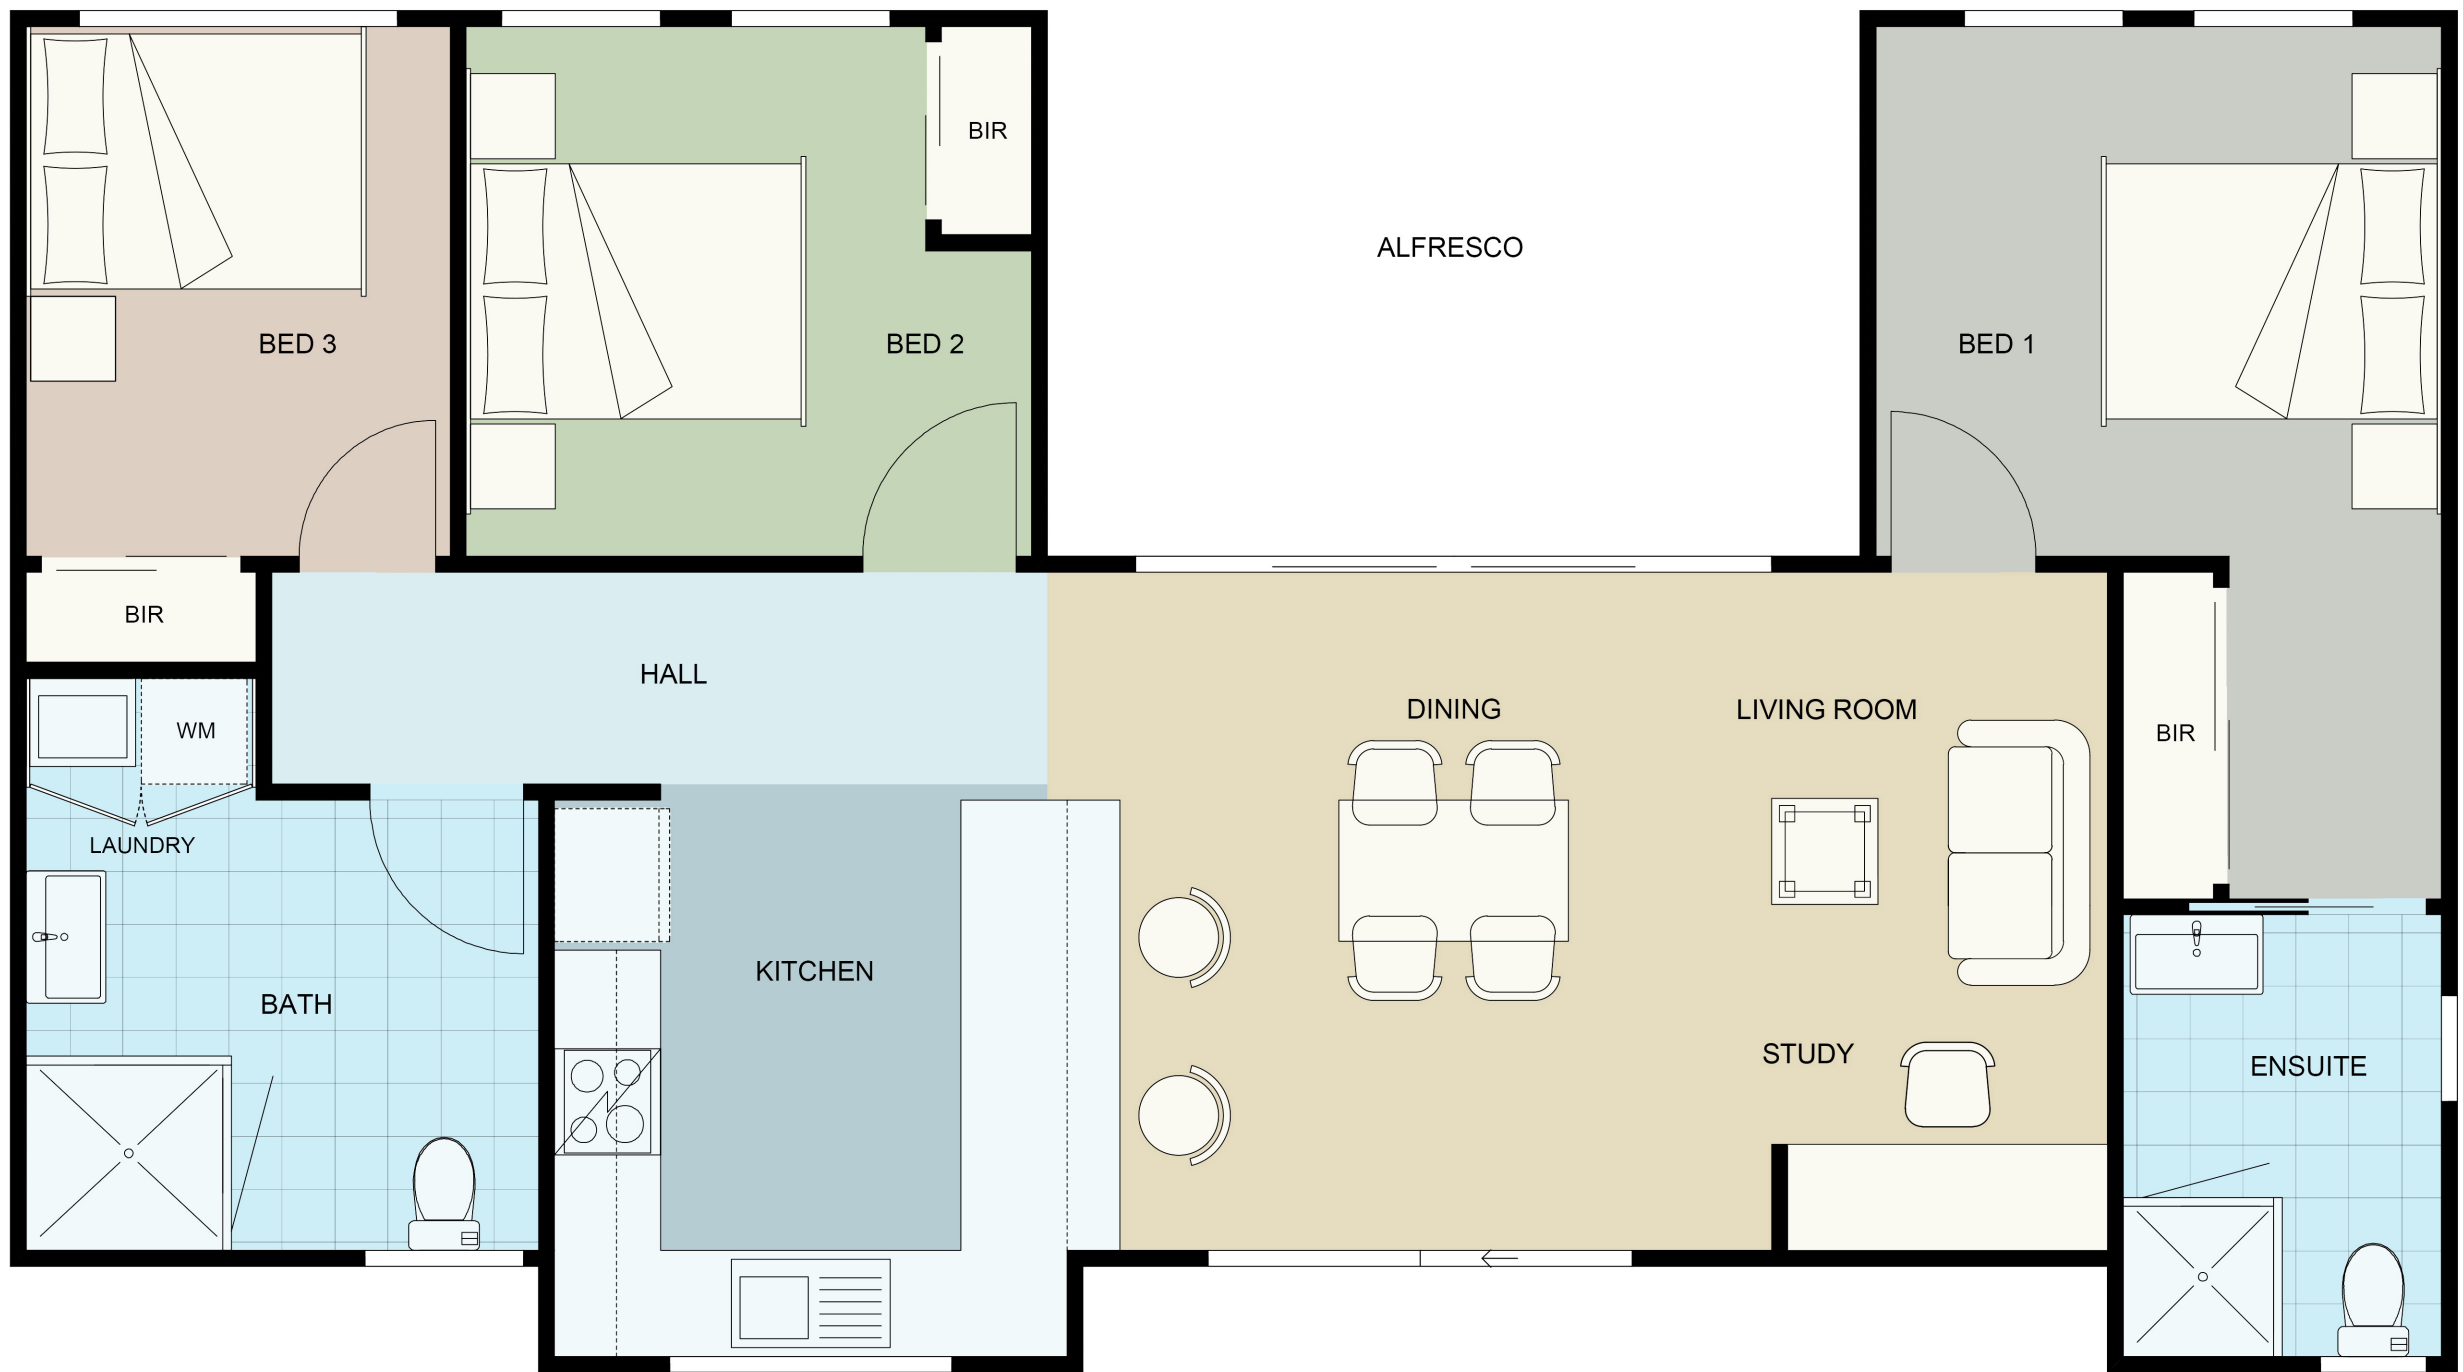 BIR
ALFRESCO
BED 3
BED 2
BED 1
BIR
HALL
DINING
LIVING ROOM
WM
BIR
LAUNDRY
KITCHEN
BATH
STUDY
ENSUITE